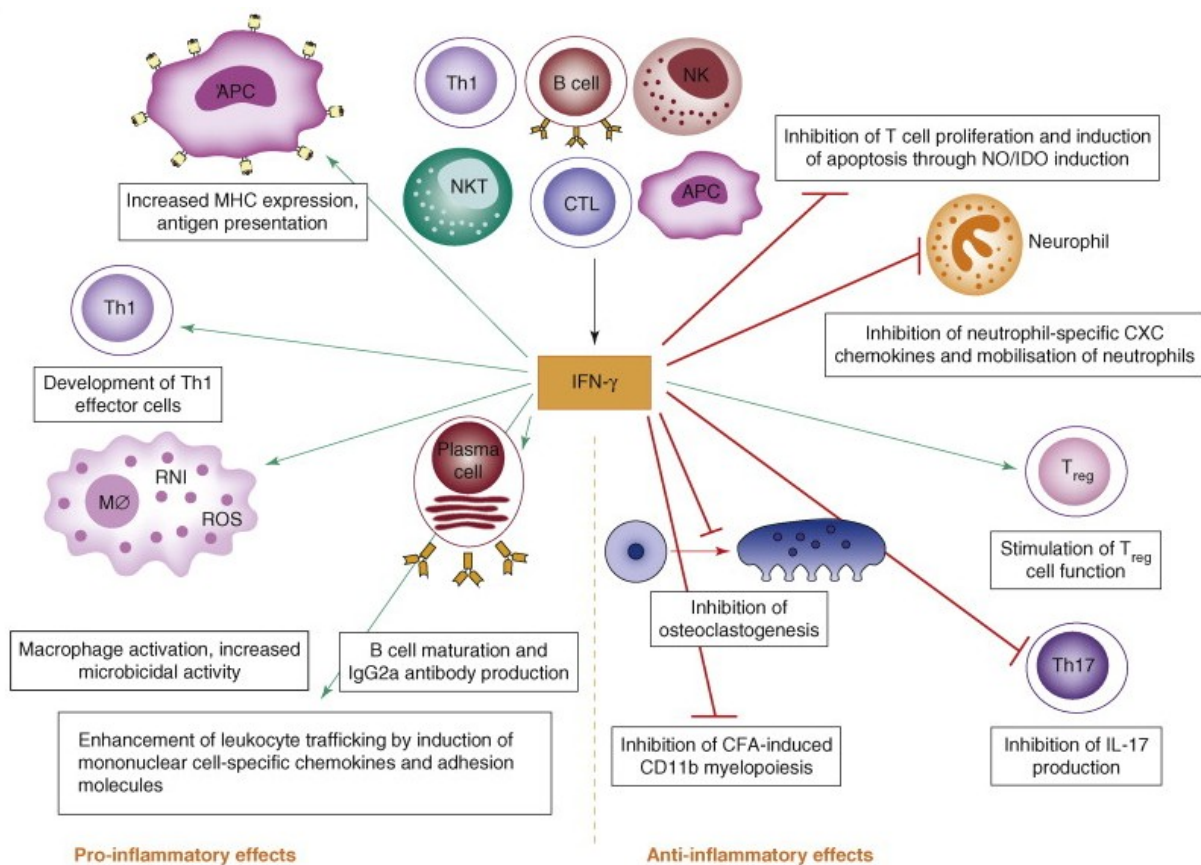 APC
Th1
B cell
NK
NKT
CTL
APC
Increased MHC expression,
antigen presentation
Inhibition of T cell proliferation and induction
of apoptosis through NO/IDO induction
Neurophil
Inhibition of neutrophil-specific CXC
chemokines and mobilisation of neutrophils
Th1
Development of Th1
effector cells
IFN-γ
MØ
RNI
ROS
Plasma
cell
Treg
Stimulation of Treg
cell function
Macrophage activation, increased
microbicidal activity
B cell maturation and
IgG2a antibody production
Inhibition of
osteoclastogenesis
Th17
Enhancement of leukocyte trafficking by induction of
mononuclear cell-specific chemokines and adhesion
molecules
Inhibition of CFA-induced
CD11b myelopoiesis
Inhibition of IL-17
production
Pro-inflammatory effects
Anti-inflammatory effects